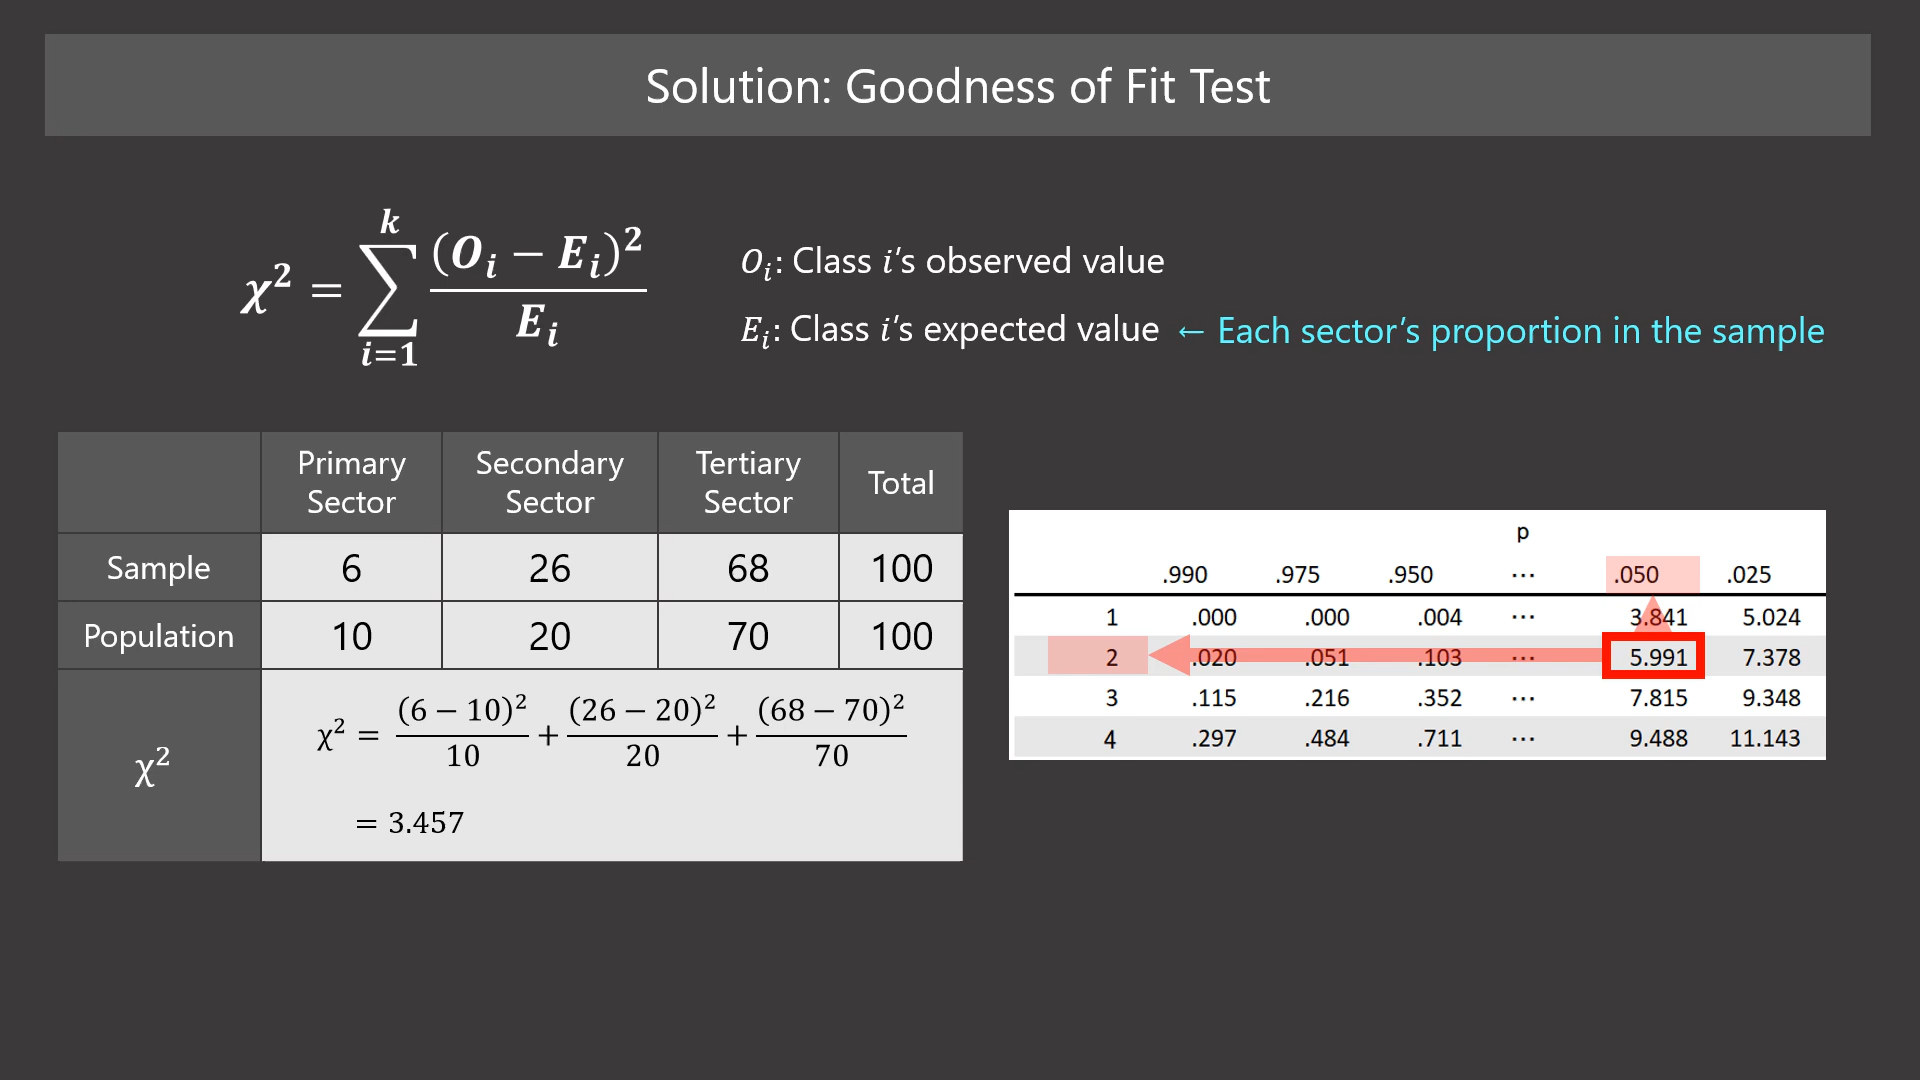 Solution: Goodness of Fit Test
χ² = ∑ᵏᵢ₌₁ (Oᵢ − Eᵢ)² / Eᵢ
Oᵢ: Class i's observed value
Eᵢ: Class i's expected value ← Each sector's proportion in the sample
Primary Sector Secondary Sector Tertiary Sector Total
Sample 6 26 68 100
Population 10 20 70 100
χ² χ² = (6 − 10)² / 10 + (26 − 20)² / 20 + (68 − 70)² / 70
= 3.457
p
.990 .975 .950 ⋯ .050 .025
1 .000 .000 .004 ⋯ 3.841 5.024
2 .020 .051 .103 ⋯ 5.991 7.378
3 .115 .216 .352 ⋯ 7.815 9.348
4 .297 .484 .711 ⋯ 9.488 11.143